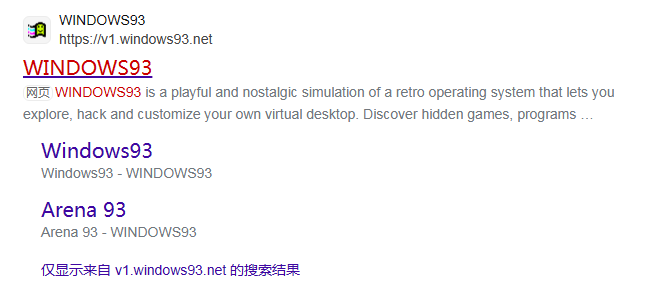 WINDOWS93
https://v1.windows93.net
WINDOWS93
网页 WINDOWS93 is a playful and nostalgic simulation of a retro operating system that lets you
explore, hack and customize your own virtual desktop. Discover hidden games, programs ...
Windows93
Windows93 - WINDOWS93
Arena 93
Arena 93 - WINDOWS93
仅显示来自 v1.windows93.net 的搜索结果